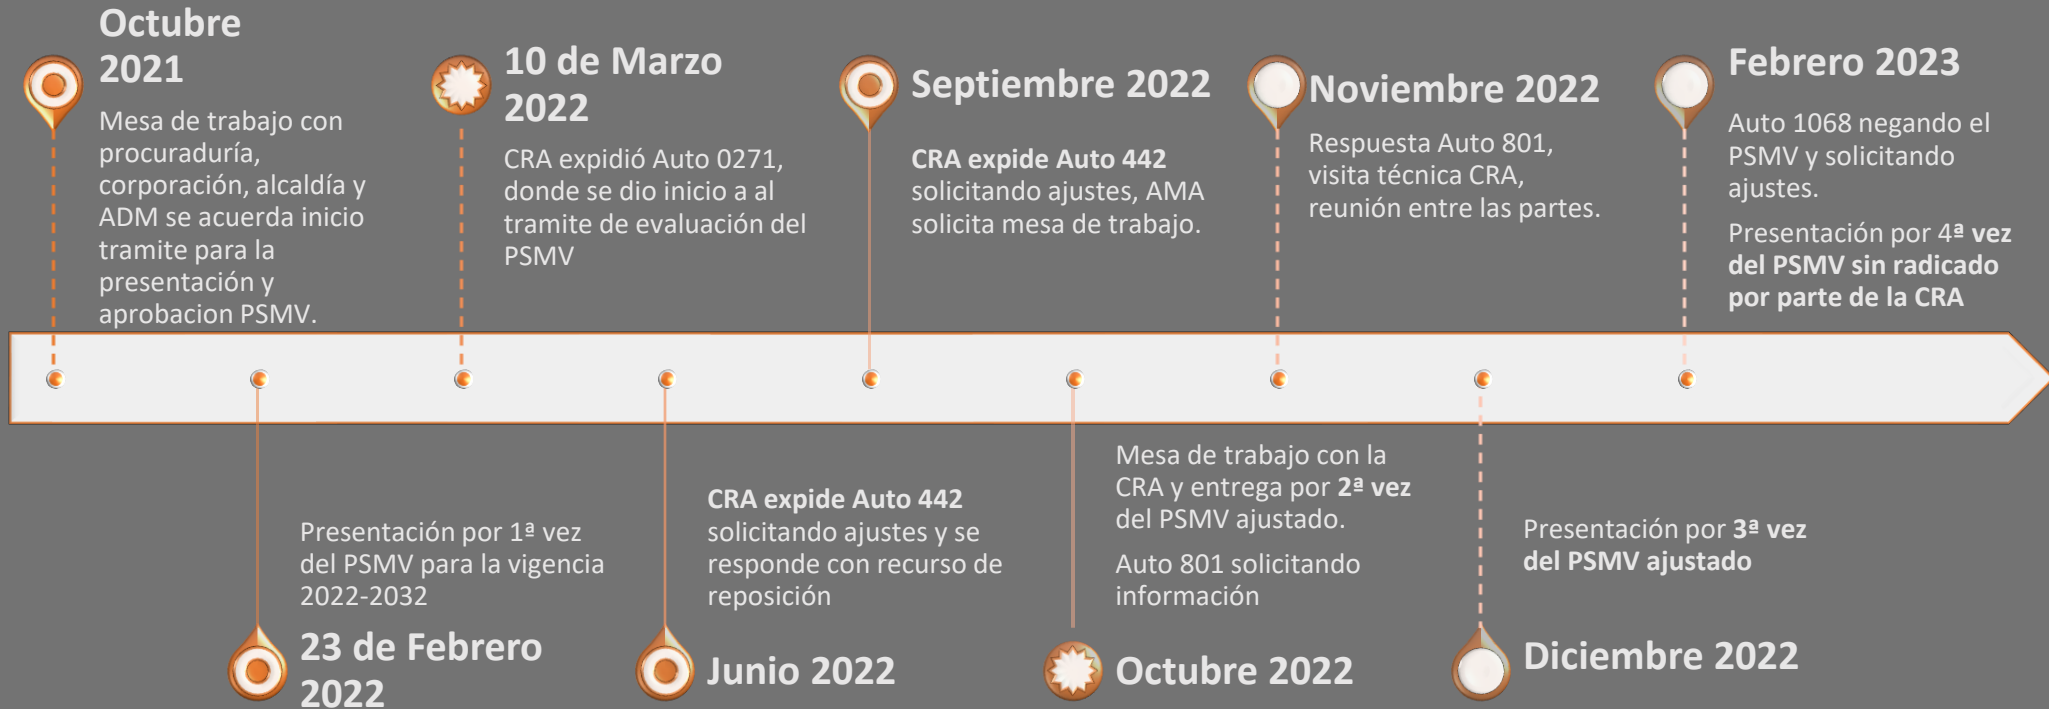 Octubre
2021
Mesa de trabajo con
procuraduría,
corporación, alcaldía y
ADM se acuerda inicio
tramite para la
presentación y
aprobacion PSMV.
10 de Marzo
2022
CRA expidió Auto 0271,
donde se dio inicio a al
tramite de evaluación del
PSMV
Septiembre 2022
CRA expide Auto 442
solicitando ajustes, AMA
solicita mesa de trabajo.
Noviembre 2022
Respuesta Auto 801,
visita técnica CRA,
reunión entre las partes.
Febrero 2023
Auto 1068 negando el
PSMV y solicitando
ajustes.
Presentación por 4ª vez
del PSMV sin radicado
por parte de la CRA
Presentación por 1ª vez
del PSMV para la vigencia
2022-2032
23 de Febrero
2022
CRA expide Auto 442
solicitando ajustes y se
responde con recurso de
reposición
Junio 2022
Mesa de trabajo con la
CRA y entrega por 2ª vez
del PSMV ajustado.
Auto 801 solicitando
información
Octubre 2022
Presentación por 3ª vez
del PSMV ajustado
Diciembre 2022